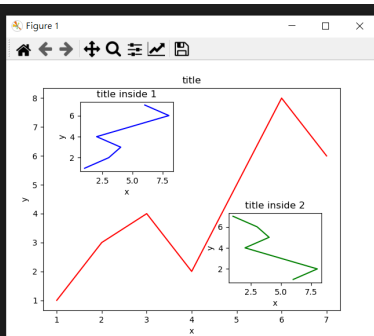 Figure 1
title
title inside 1
8
7
6
5
4
3
2
1
y
6
4
2
y
2.5 5.0 7.5
x
title inside 2
6
4
2
y
2.5 5.0 7.5
x
1 2 3 4 5 6 7
x